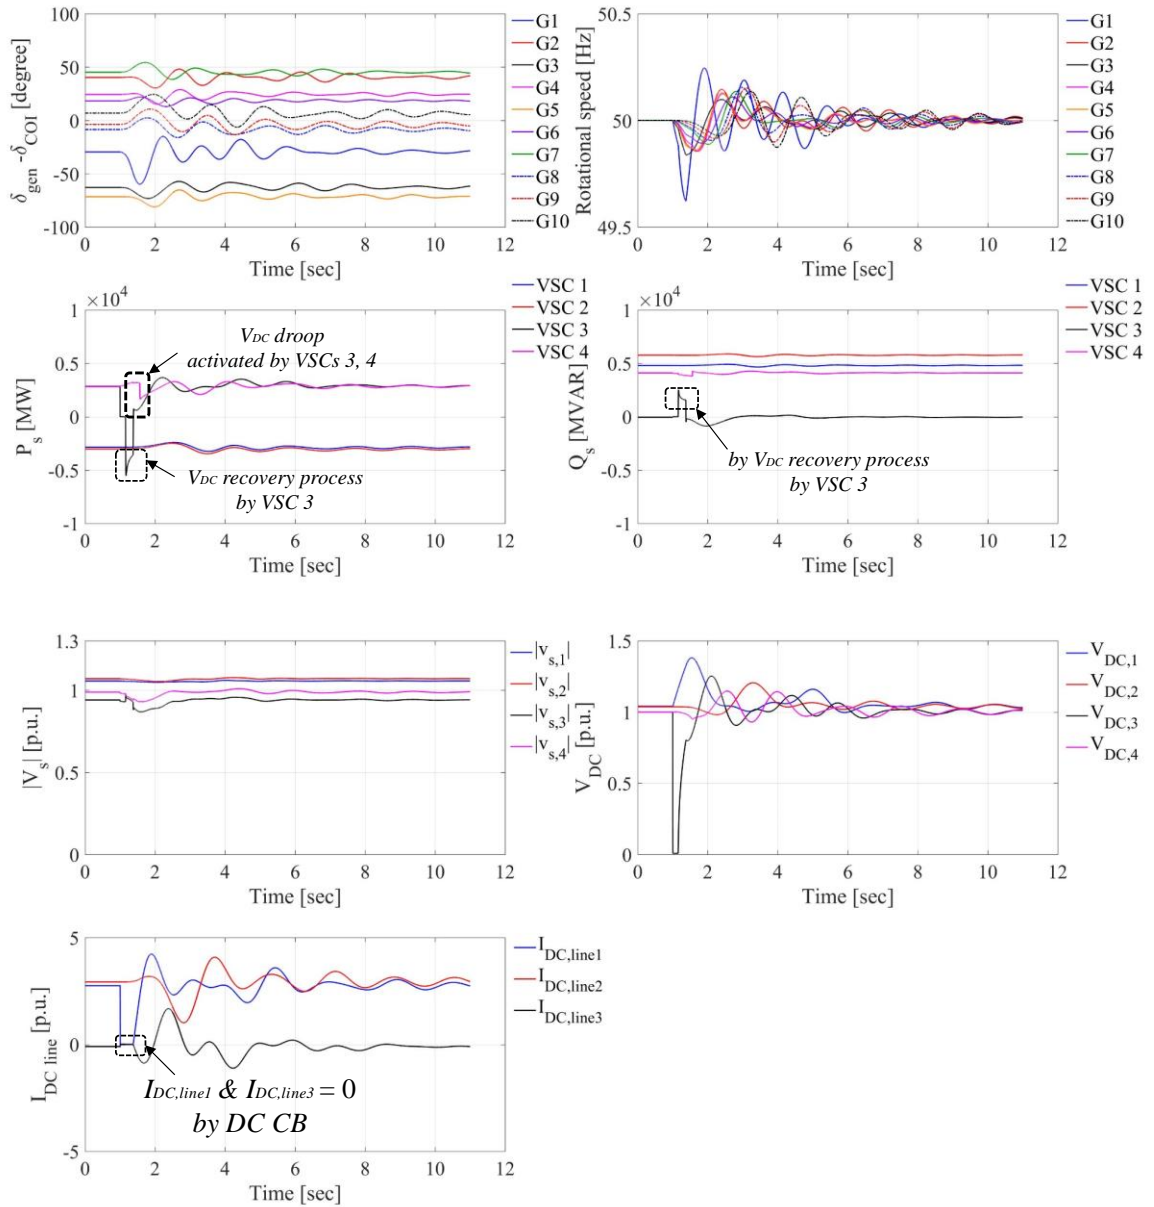 100
50
0
-50
-100
δgen -δCOI [degree]
0 2 4 6 8 10 12
Time [sec]
G1
G2
G3
G4
G5
G6
G7
G8
G9
G10
50.5
50
49.5
Rotational speed [Hz]
0 2 4 6 8 10 12
Time [sec]
G1
G2
G3
G4
G5
G6
G7
G8
G9
G10
×10^4
1
0.5
0
-0.5
-1
Ps [MW]
VDC droop
activated by VSCs 3, 4
VDC recovery process
by VSC 3
0 2 4 6 8 10 12
Time [sec]
VSC 1
VSC 2
VSC 3
VSC 4
×10^4
1
0.5
0
-0.5
-1
Qs [MVAR]
by VDC recovery process
by VSC 3
0 2 4 6 8 10 12
Time [sec]
VSC 1
VSC 2
VSC 3
VSC 4
1.3
1
0.5
0
|Vs| [p.u.]
0 2 4 6 8 10 12
Time [sec]
|vs,1|
|vs,2|
|vs,3|
|vs,4|
1.5
1
0.5
0
VDC [p.u.]
0 2 4 6 8 10 12
Time [sec]
VDC,1
VDC,2
VDC,3
VDC,4
5
0
-5
IDC line [p.u.]
IDC,line1 & IDC,line3 = 0
by DC CB
0 2 4 6 8 10 12
Time [sec]
IDC,line1
IDC,line2
IDC,line3